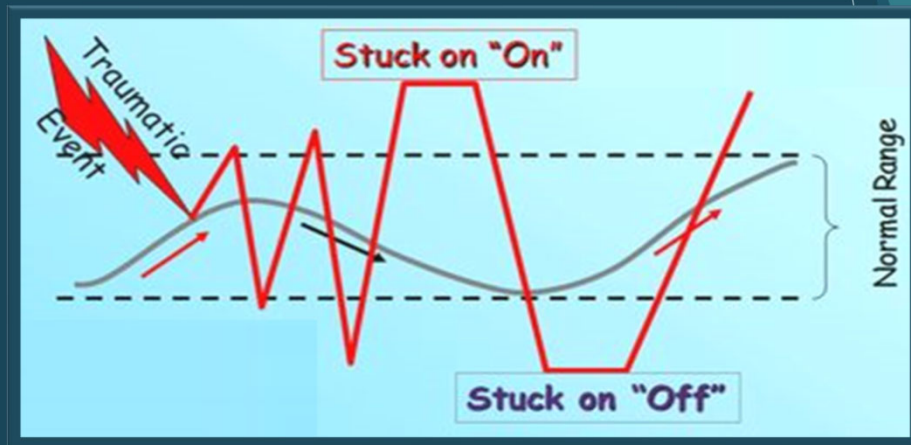 Traumatic
Event
Stuck on “On”
Normal Range
Stuck on “Off”